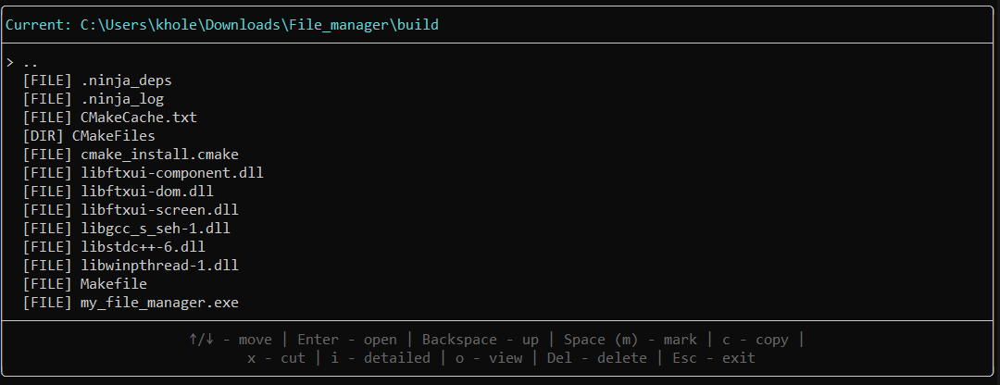 Current: C:\Users\khole\Downloads\File_manager\build
> ..
[FILE] .ninja_deps
[FILE] .ninja_log
[FILE] CMakeCache.txt
[DIR] CMakeFiles
[FILE] cmake_install.cmake
[FILE] libftxui-component.dll
[FILE] libftxui-dom.dll
[FILE] libftxui-screen.dll
[FILE] libgcc_s_seh-1.dll
[FILE] libstdc++-6.dll
[FILE] libwinpthread-1.dll
[FILE] Makefile
[FILE] my_file_manager.exe
↑/↓ - move | Enter - open | Backspace - up | Space (m) - mark | c - copy |
x - cut | i - detailed | o - view | Del - delete | Esc - exit